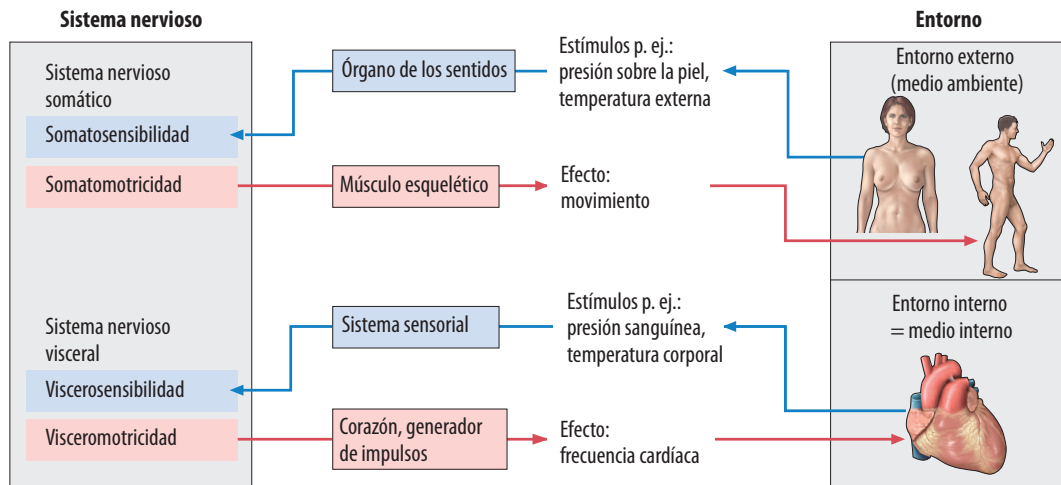 Sistema nervioso
Entorno
Sistema nervioso
somático
Somatosensibilidad
Somatomotricidad
Órgano de los sentidos
Estímulos p. ej.:
presión sobre la piel,
temperatura externa
Entorno externo
(medio ambiente)
Músculo esquelético
Efecto:
movimiento
Sistema nervioso
visceral
Viscerosensibilidad
Visceromotricidad
Sistema sensorial
Estímulos p. ej.:
presión sanguínea,
temperatura corporal
Entorno interno
= medio interno
Corazón, generador
de impulsos
Efecto:
frecuencia cardíaca